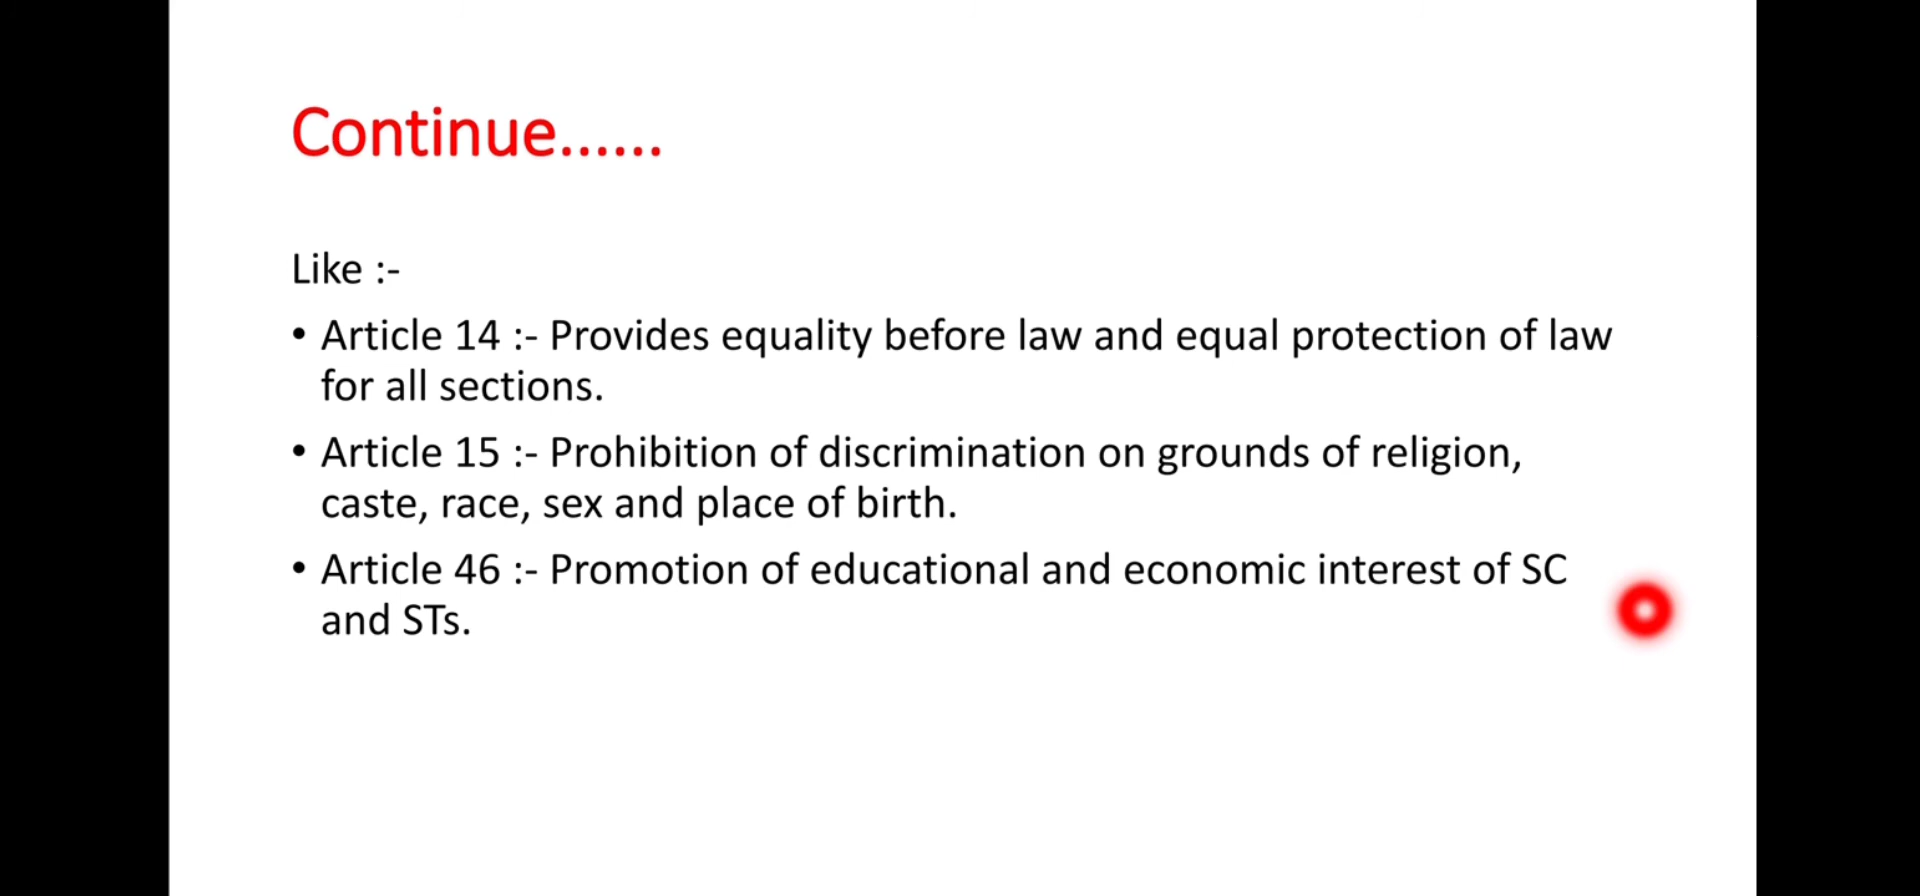 Continue......
Like :-
• Article 14 :- Provides equality before law and equal protection of law
for all sections.
• Article 15 :- Prohibition of discrimination on grounds of religion,
caste, race, sex and place of birth.
• Article 46 :- Promotion of educational and economic interest of SC
and STs.